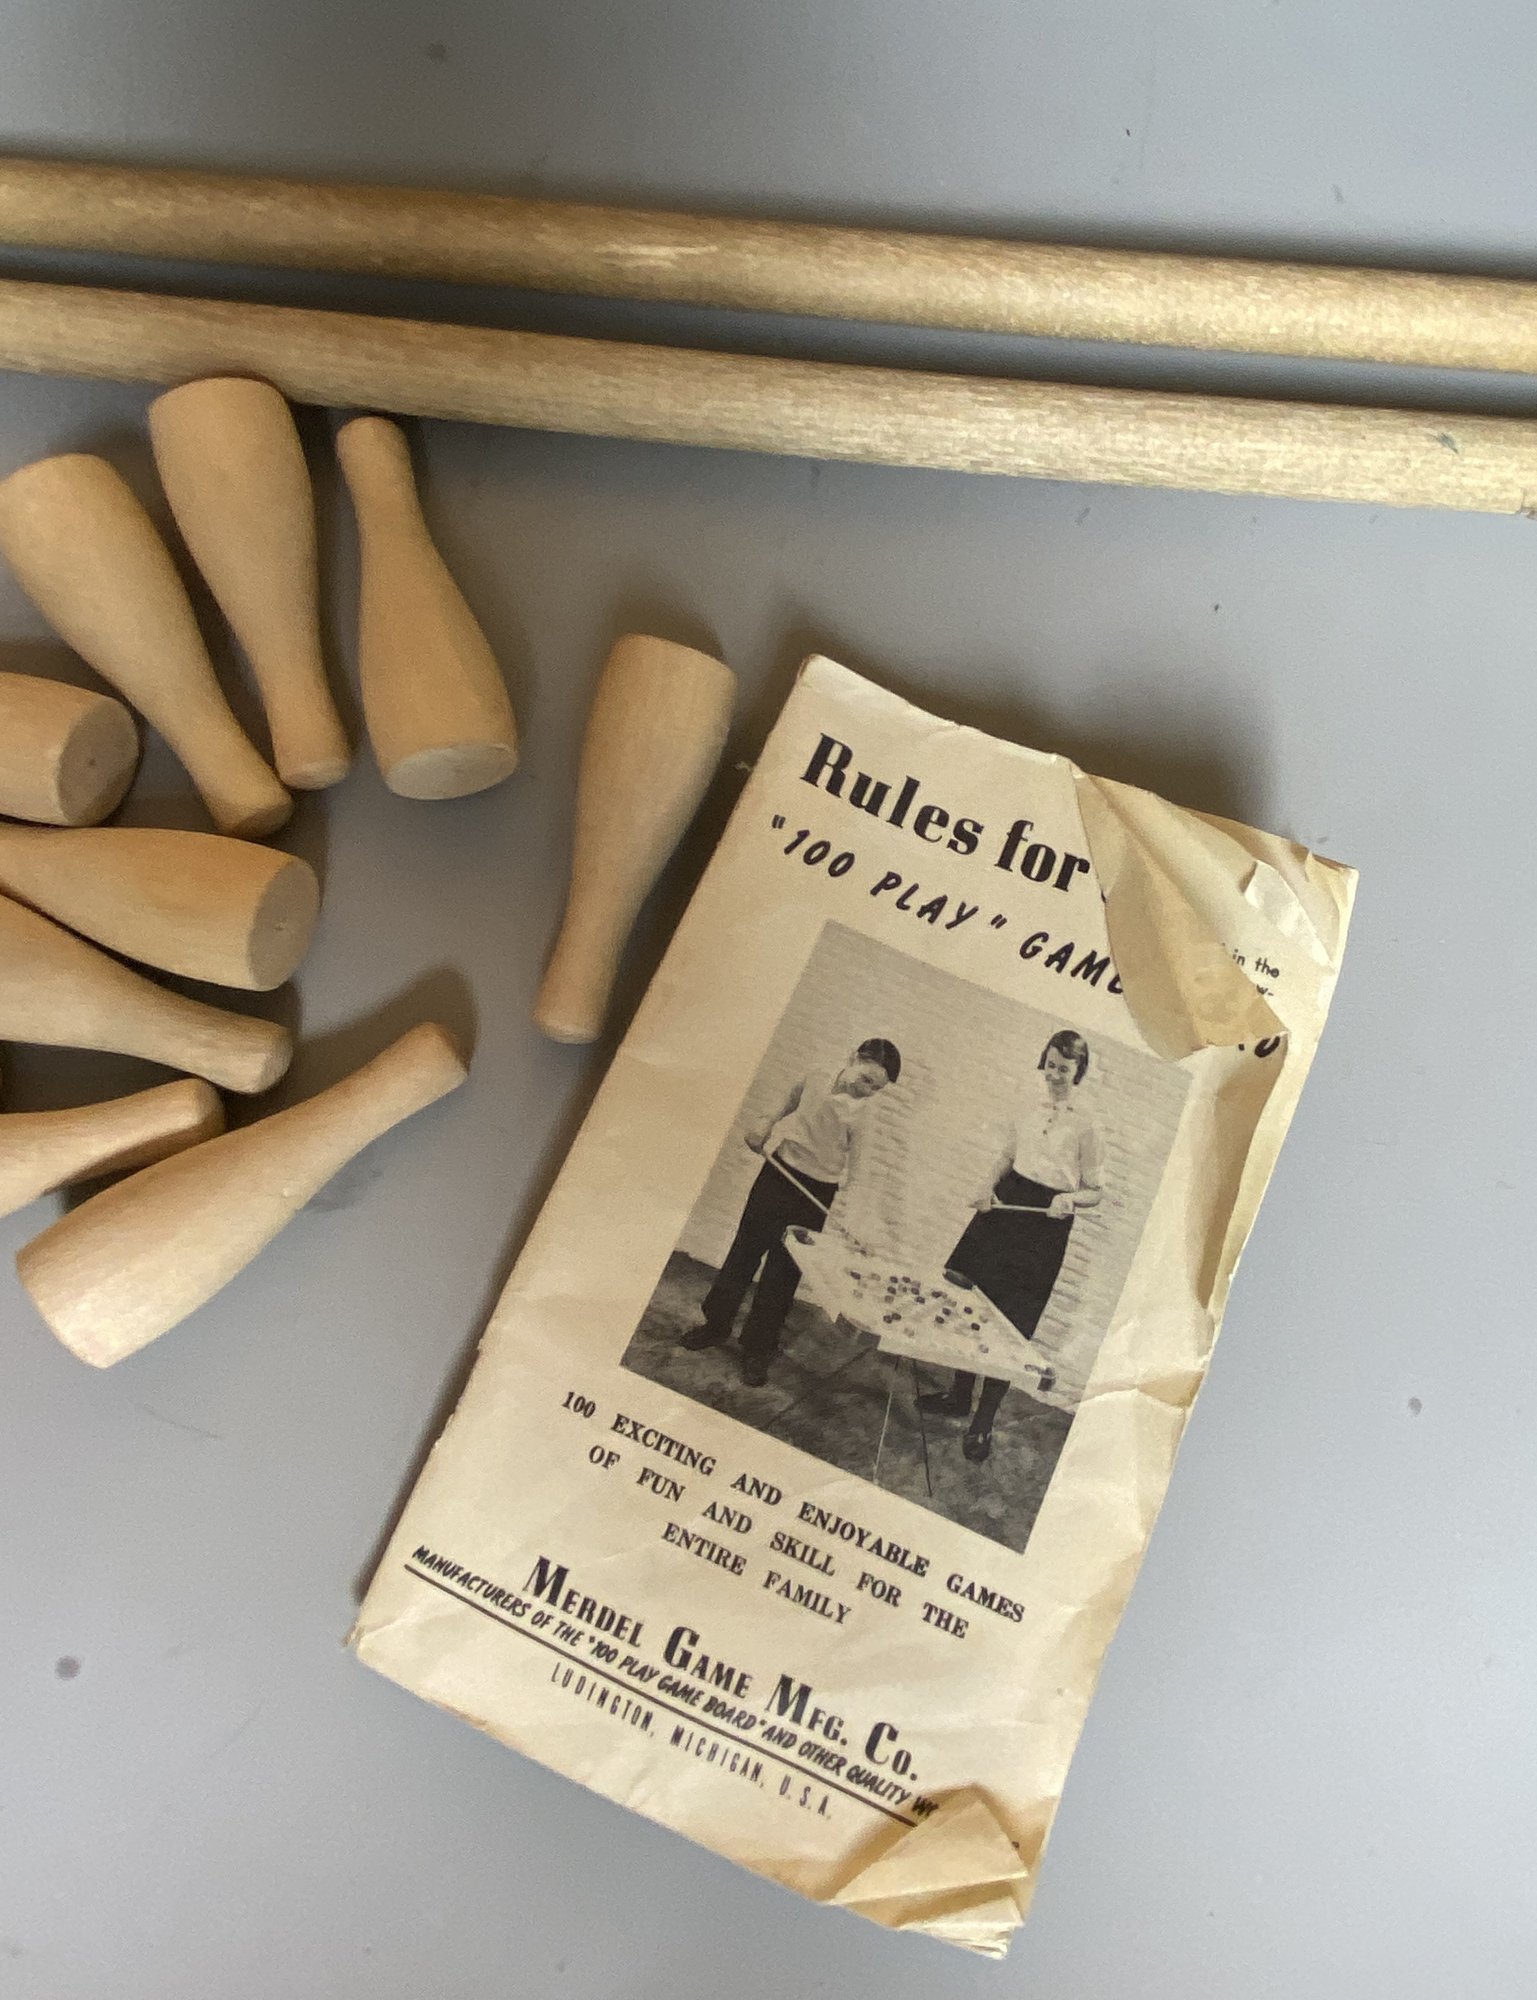 Rules for
"100 PLAY" GAME
in the
100 EXCITING AND ENJOYABLE GAMES
OF FUN AND SKILL FOR THE
ENTIRE FAMILY
MERDEL GAME MFG. CO.
MANUFACTURERS OF THE "100 PLAY GAME BOARD" AND OTHER QUALITY
LUDINGTON, MICHIGAN, U.S.A.